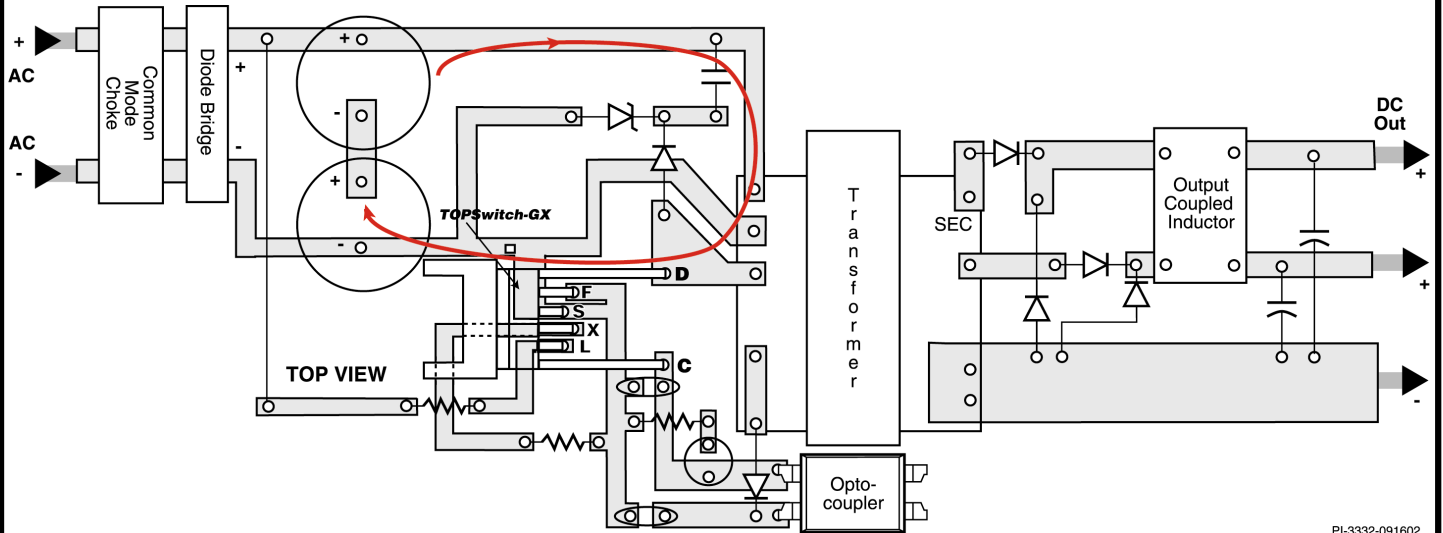 +
AC
AC
-
Common
Mode
Choke
Diode Bridge
+
-
+
-
+
-
TOPSwitch-GX
D
F
S
X
L
C
TOP VIEW
Transformer
SEC
Output
Coupled
Inductor
DC
Out
+
+
-
Opto-
coupler
PI-3332-091602